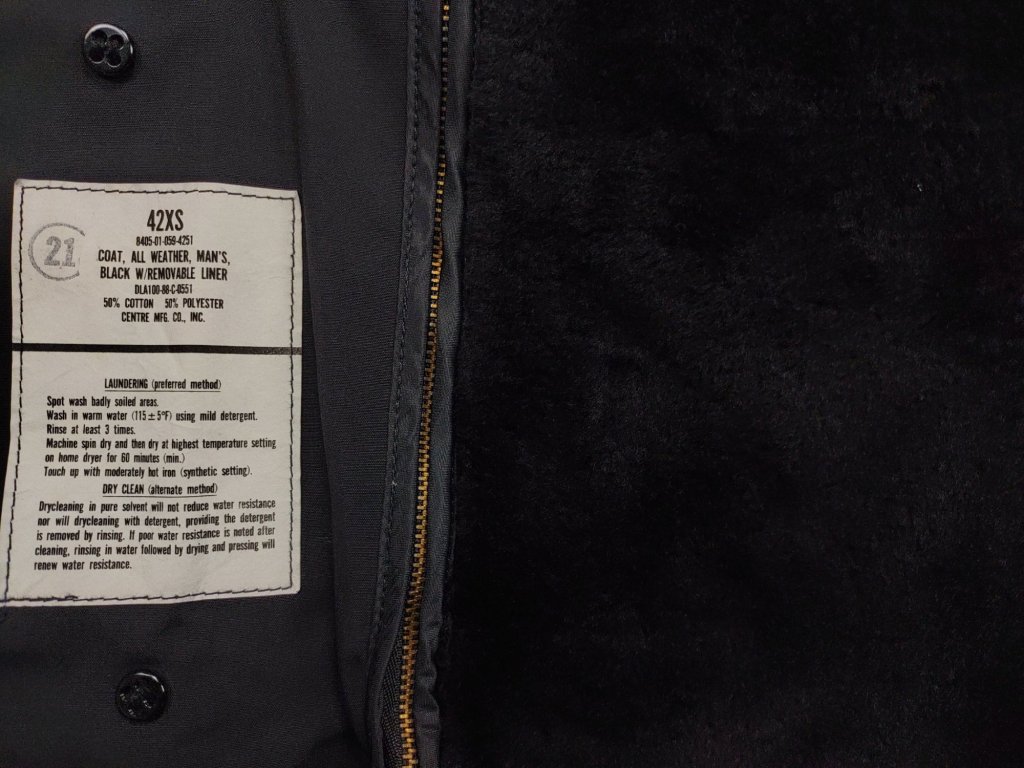 42XS
8405-01-059-4251
21
COAT, ALL WEATHER, MAN'S,
BLACK W/REMOVABLE LINER
DLA100-88-C-0551
50% COTTON 50% POLYESTER
CENTRE MFG. CO., INC.
LAUNDERING (preferred method)
Spot wash badly soiled areas.
Wash in warm water (115 ± 5°F) using mild detergent.
Rinse at least 3 times.
Machine spin dry and then dry at highest temperature setting
on home dryer for 60 minutes (min.)
Touch up with moderately hot iron (synthetic setting).
DRY CLEAN (alternate method)
Drycleaning in pure solvent will not reduce water resistance
nor will drycleaning with detergent, providing the detergent
is removed by rinsing. If poor water resistance is noted after
cleaning, rinsing in water followed by drying and pressing will
renew water resistance.